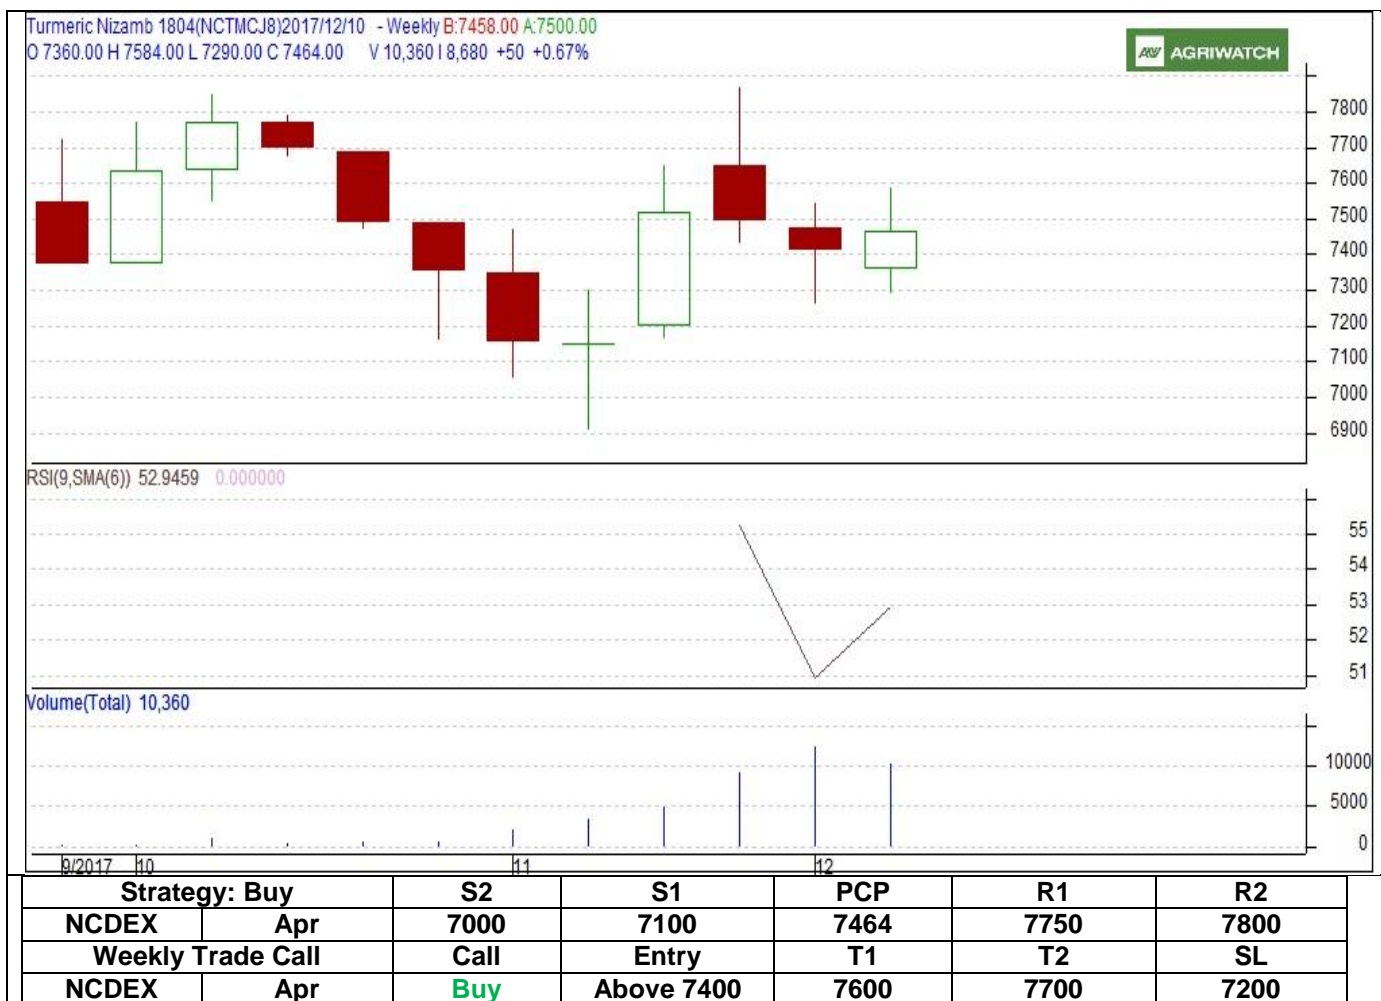 Turmeric Nizamb 1804(NCTMCJ8)2017/12/10 - Weekly B:7458.00 A:7500.00
O 7360.00 H 7584.00 L 7290.00 C 7464.00 V 10,360 I 8,680 +50 +0.67%
AW AGRIWATCH
7800
7700
7600
7500
7400
7300
7200
7100
7000
6900
RSI(9,SMA(6)) 52.9459 0.000000
55
54
53
52
51
Volume(Total) 10,360
10000
5000
0
9/2017 10 11 12
Strategy: Buy S2 S1 PCP R1 R2
NCDEX Apr 7000 7100 7464 7750 7800
Weekly Trade Call Call Entry T1 T2 SL
NCDEX Apr Buy Above 7400 7600 7700 7200